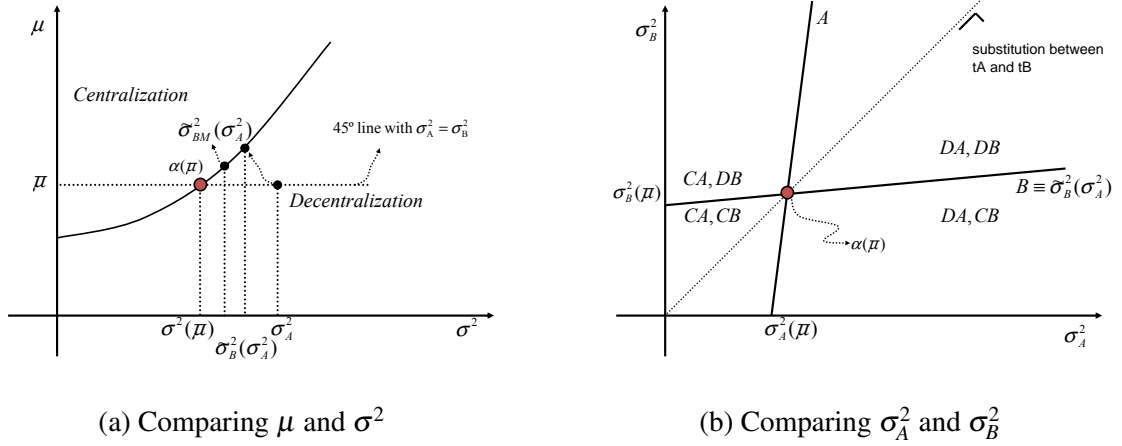 μ
Centralization
σ̃²_BM(σ²_A)
45º line with σ²_A = σ²_B
α(π̲)
π̲
Decentralization
σ²(π̲)
σ²_A
σ²
σ̃²_B(σ²_A)
(a) Comparing μ and σ²
σ²_B
A
substitution between
tA and tB
DA, DB
CA, DB
σ²_B(π̲)
B ≡ σ̃²_B(σ²_A)
CA, CB
DA, CB
α(π̲)
σ²_A(π̲)
σ²_A
(b) Comparing σ²_A and σ²_B